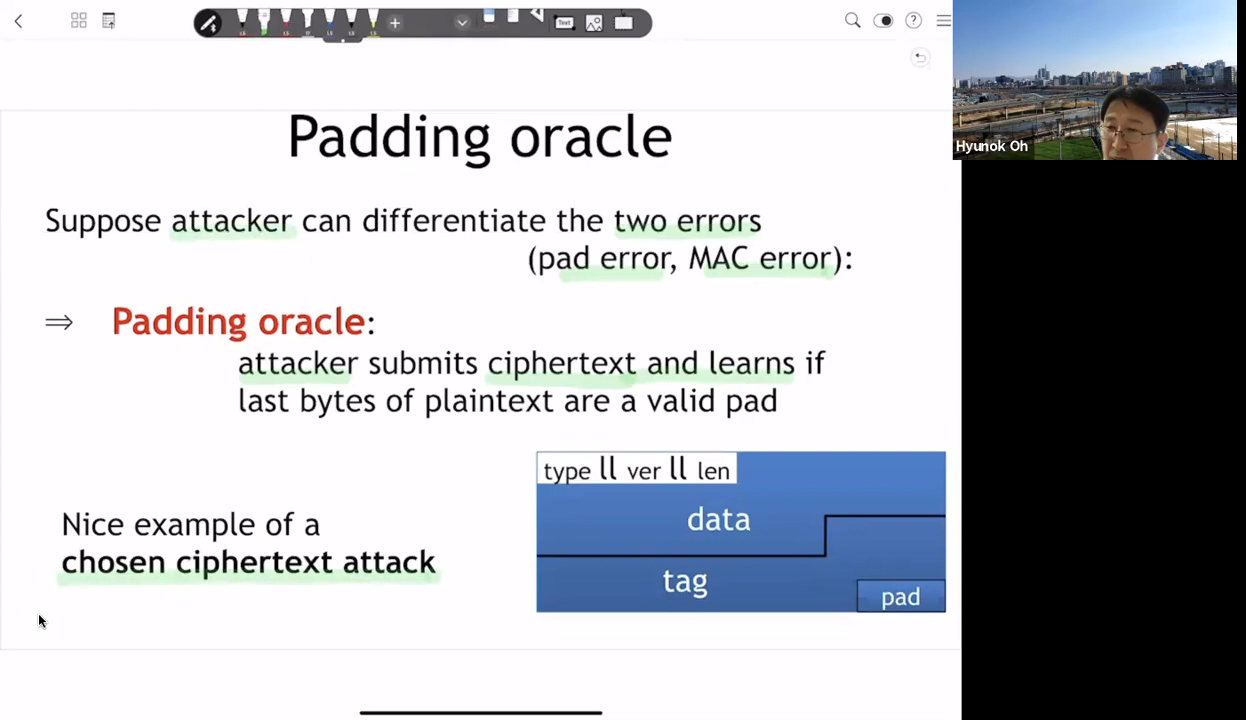 Text
Hyunok Oh
Padding oracle
Suppose attacker can differentiate the two errors
(pad error, MAC error):
⇒ Padding oracle:
attacker submits ciphertext and learns if
last bytes of plaintext are a valid pad
Nice example of a
chosen ciphertext attack
type ll ver ll len
data
tag
pad